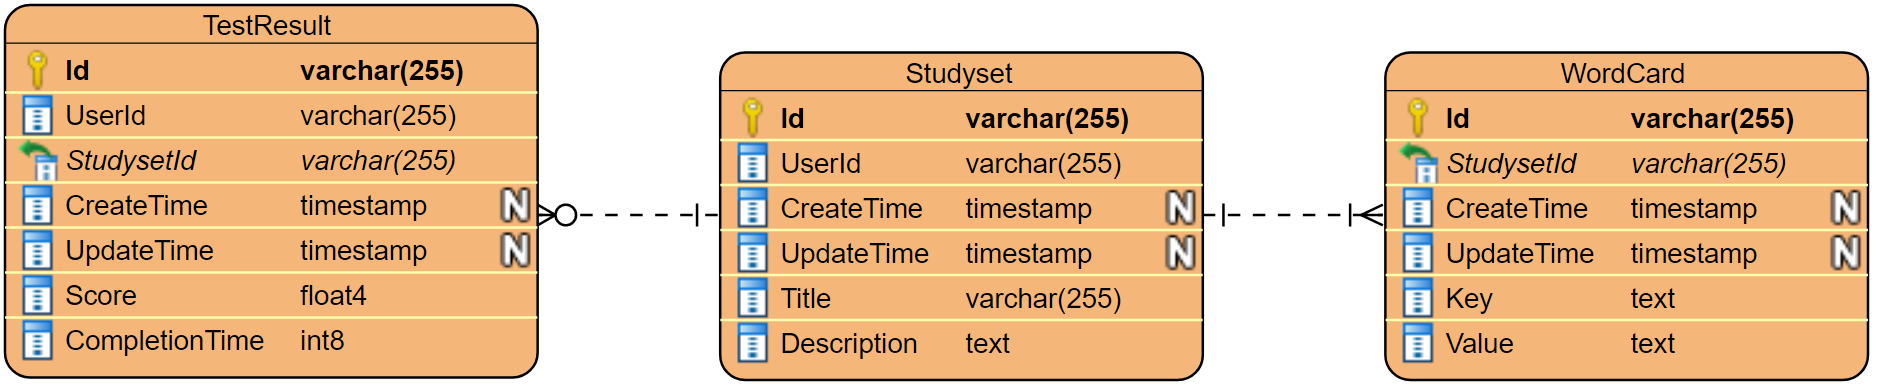 TestResult
Id varchar(255)
UserId varchar(255)
StudysetId varchar(255)
CreateTime timestamp N
UpdateTime timestamp N
Score float4
CompletionTime int8
Studyset
Id varchar(255)
UserId varchar(255)
CreateTime timestamp N
UpdateTime timestamp N
Title varchar(255)
Description text
WordCard
Id varchar(255)
StudysetId varchar(255)
CreateTime timestamp N
UpdateTime timestamp N
Key text
Value text